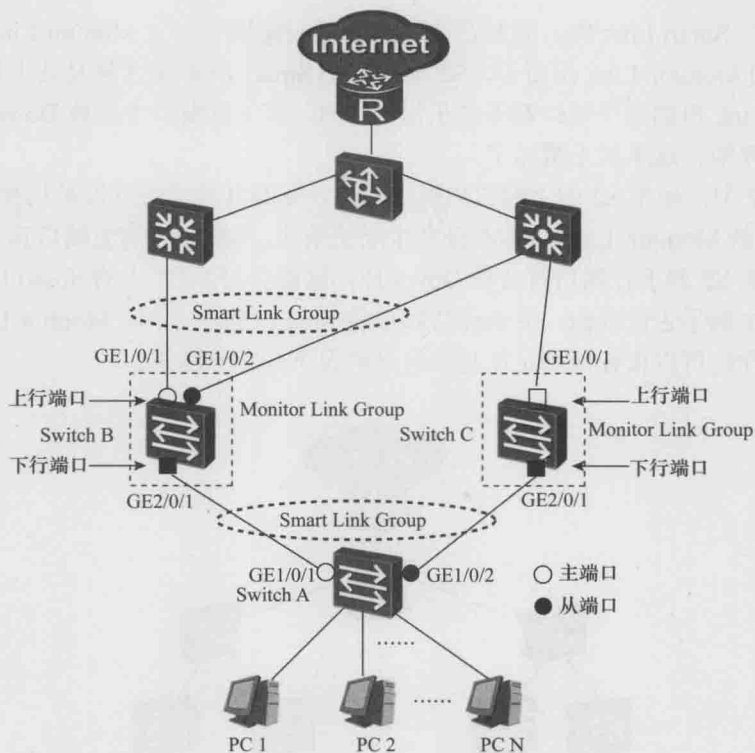 Internet
R
Smart Link Group
GE1/0/1 GE1/0/2 GE1/0/1
上行端口 Monitor Link Group 上行端口
Switch B Switch C Monitor Link Group
下行端口 下行端口
GE2/0/1 GE2/0/1
Smart Link Group
GE1/0/1 GE1/0/2 主端口
Switch A 从端口
......
......
PC 1 PC 2 PC N